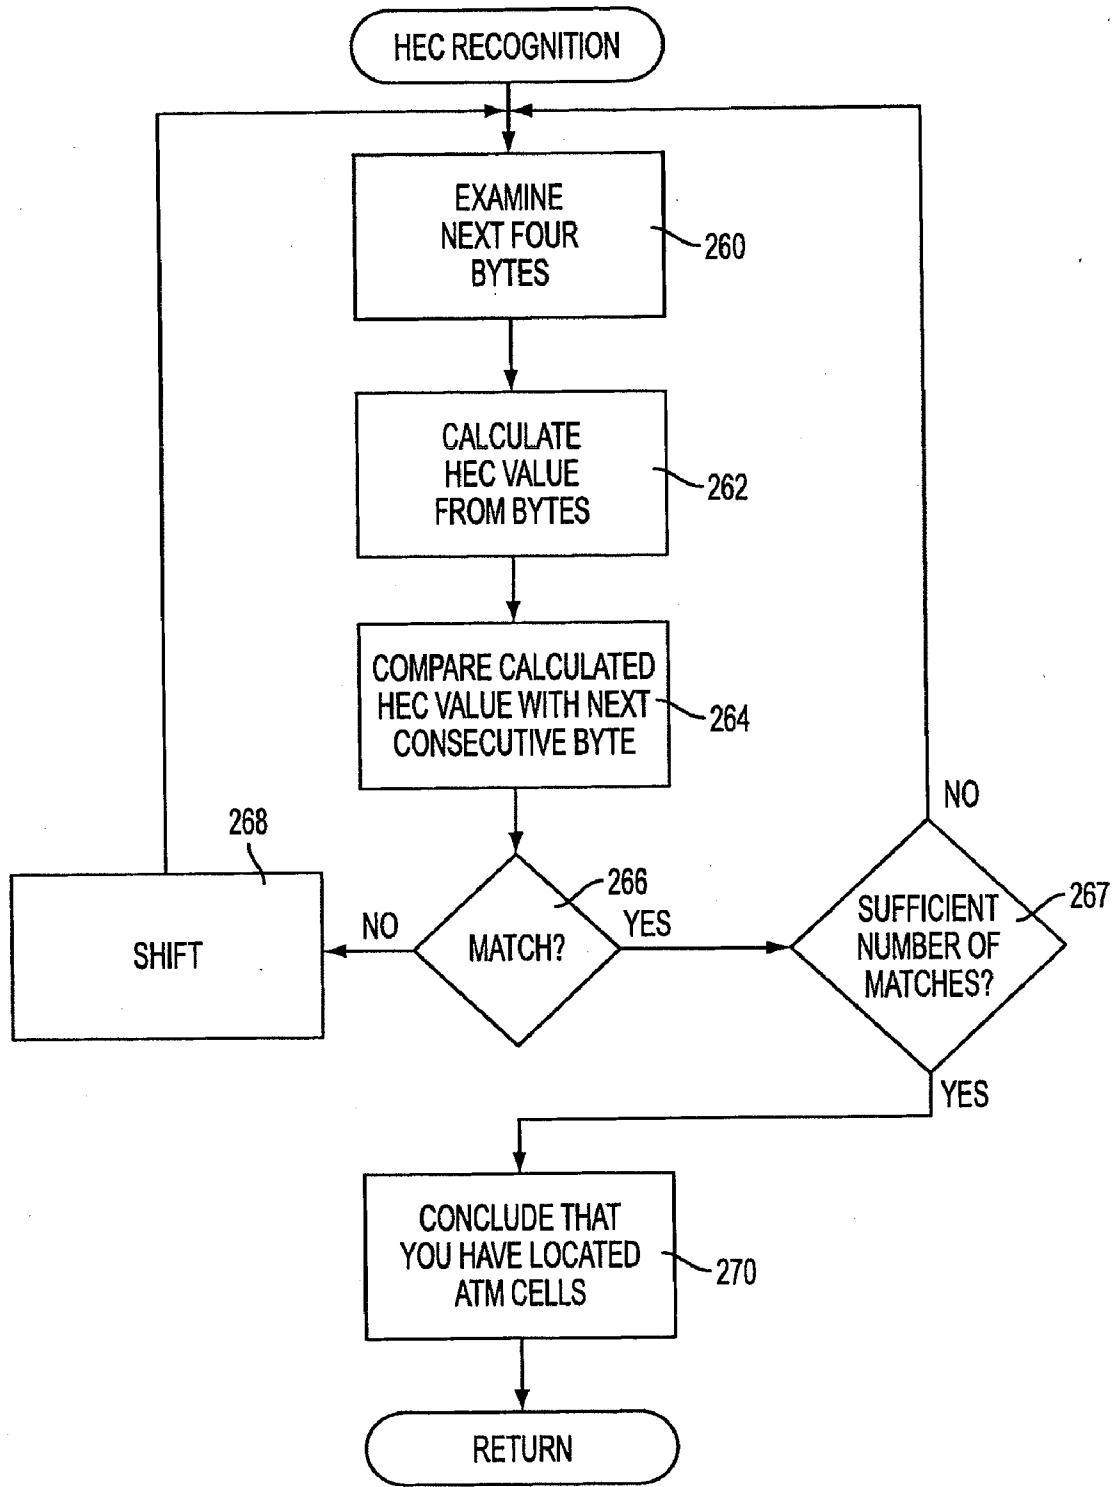 HEC RECOGNITION
EXAMINE
NEXT FOUR
BYTES
260
CALCULATE
HEC VALUE
FROM BYTES
262
COMPARE CALCULATED
HEC VALUE WITH NEXT
CONSECUTIVE BYTE
264
NO
268
SHIFT
NO
266
MATCH?
YES
267
SUFFICIENT
NUMBER OF
MATCHES?
YES
CONCLUDE THAT
YOU HAVE LOCATED
ATM CELLS
270
RETURN